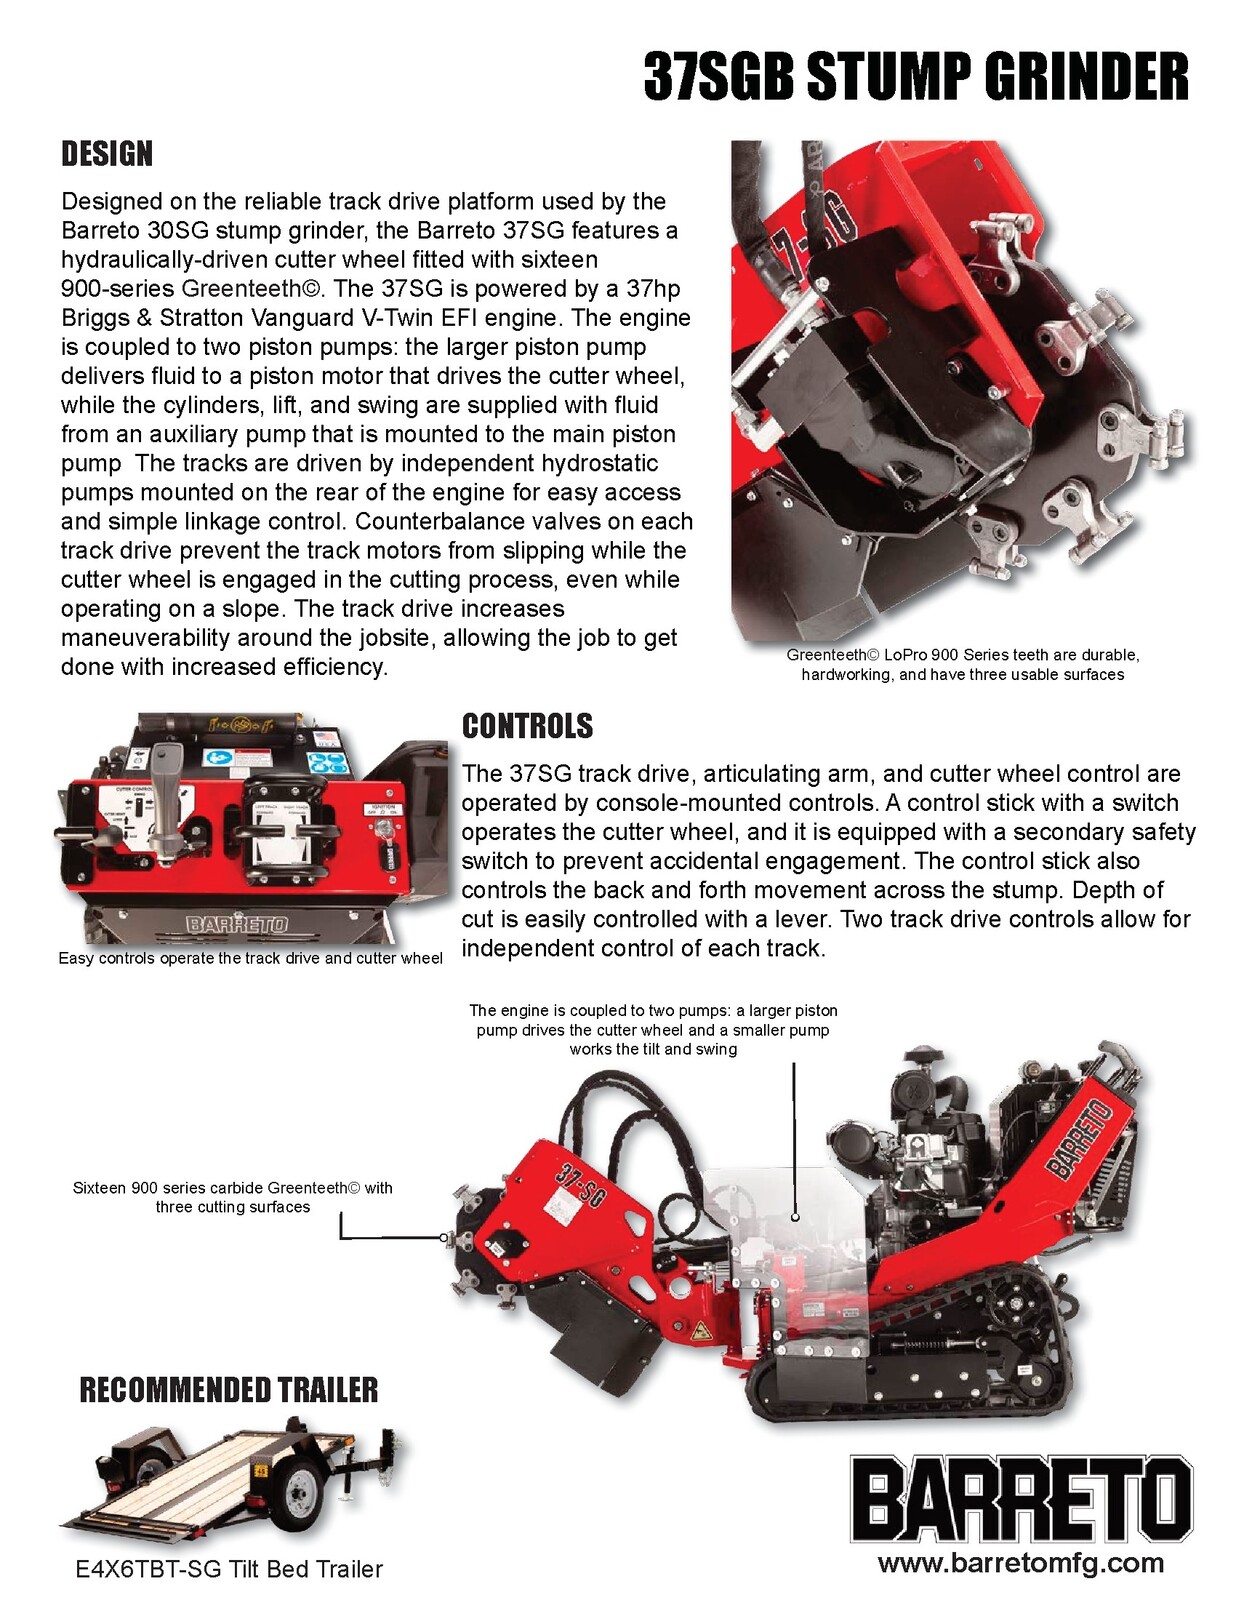 37SGB STUMP GRINDER
DESIGN
Designed on the reliable track drive platform used by the
Barreto 30SG stump grinder, the Barreto 37SG features a
hydraulically-driven cutter wheel fitted with sixteen
900-series Greenteeth©. The 37SG is powered by a 37hp
Briggs & Stratton Vanguard V-Twin EFI engine. The engine
is coupled to two piston pumps: the larger piston pump
delivers fluid to a piston motor that drives the cutter wheel,
while the cylinders, lift, and swing are supplied with fluid
from an auxiliary pump that is mounted to the main piston
pump  The tracks are driven by independent hydrostatic
pumps mounted on the rear of the engine for easy access
and simple linkage control. Counterbalance valves on each
track drive prevent the track motors from slipping while the
cutter wheel is engaged in the cutting process, even while
operating on a slope. The track drive increases
maneuverability around the jobsite, allowing the job to get
done with increased efficiency.
7-SG
Greenteeth© LoPro 900 Series teeth are durable,
hardworking, and have three usable surfaces
CONTROLS
The 37SG track drive, articulating arm, and cutter wheel control are
operated by console-mounted controls. A control stick with a switch
operates the cutter wheel, and it is equipped with a secondary safety
switch to prevent accidental engagement. The control stick also
controls the back and forth movement across the stump. Depth of
cut is easily controlled with a lever. Two track drive controls allow for
independent control of each track.
IGNITION
BARRETO
Easy controls operate the track drive and cutter wheel
The engine is coupled to two pumps: a larger piston
pump drives the cutter wheel and a smaller pump
works the tilt and swing
BARRETO
37-SG
Sixteen 900 series carbide Greenteeth© with
three cutting surfaces
RECOMMENDED TRAILER
E4X6TBT-SG Tilt Bed Trailer
BARRETO
www.barretomfg.com